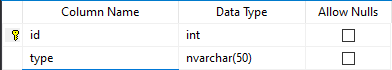 Column Name Data Type Allow Nulls
id int
type nvarchar(50)